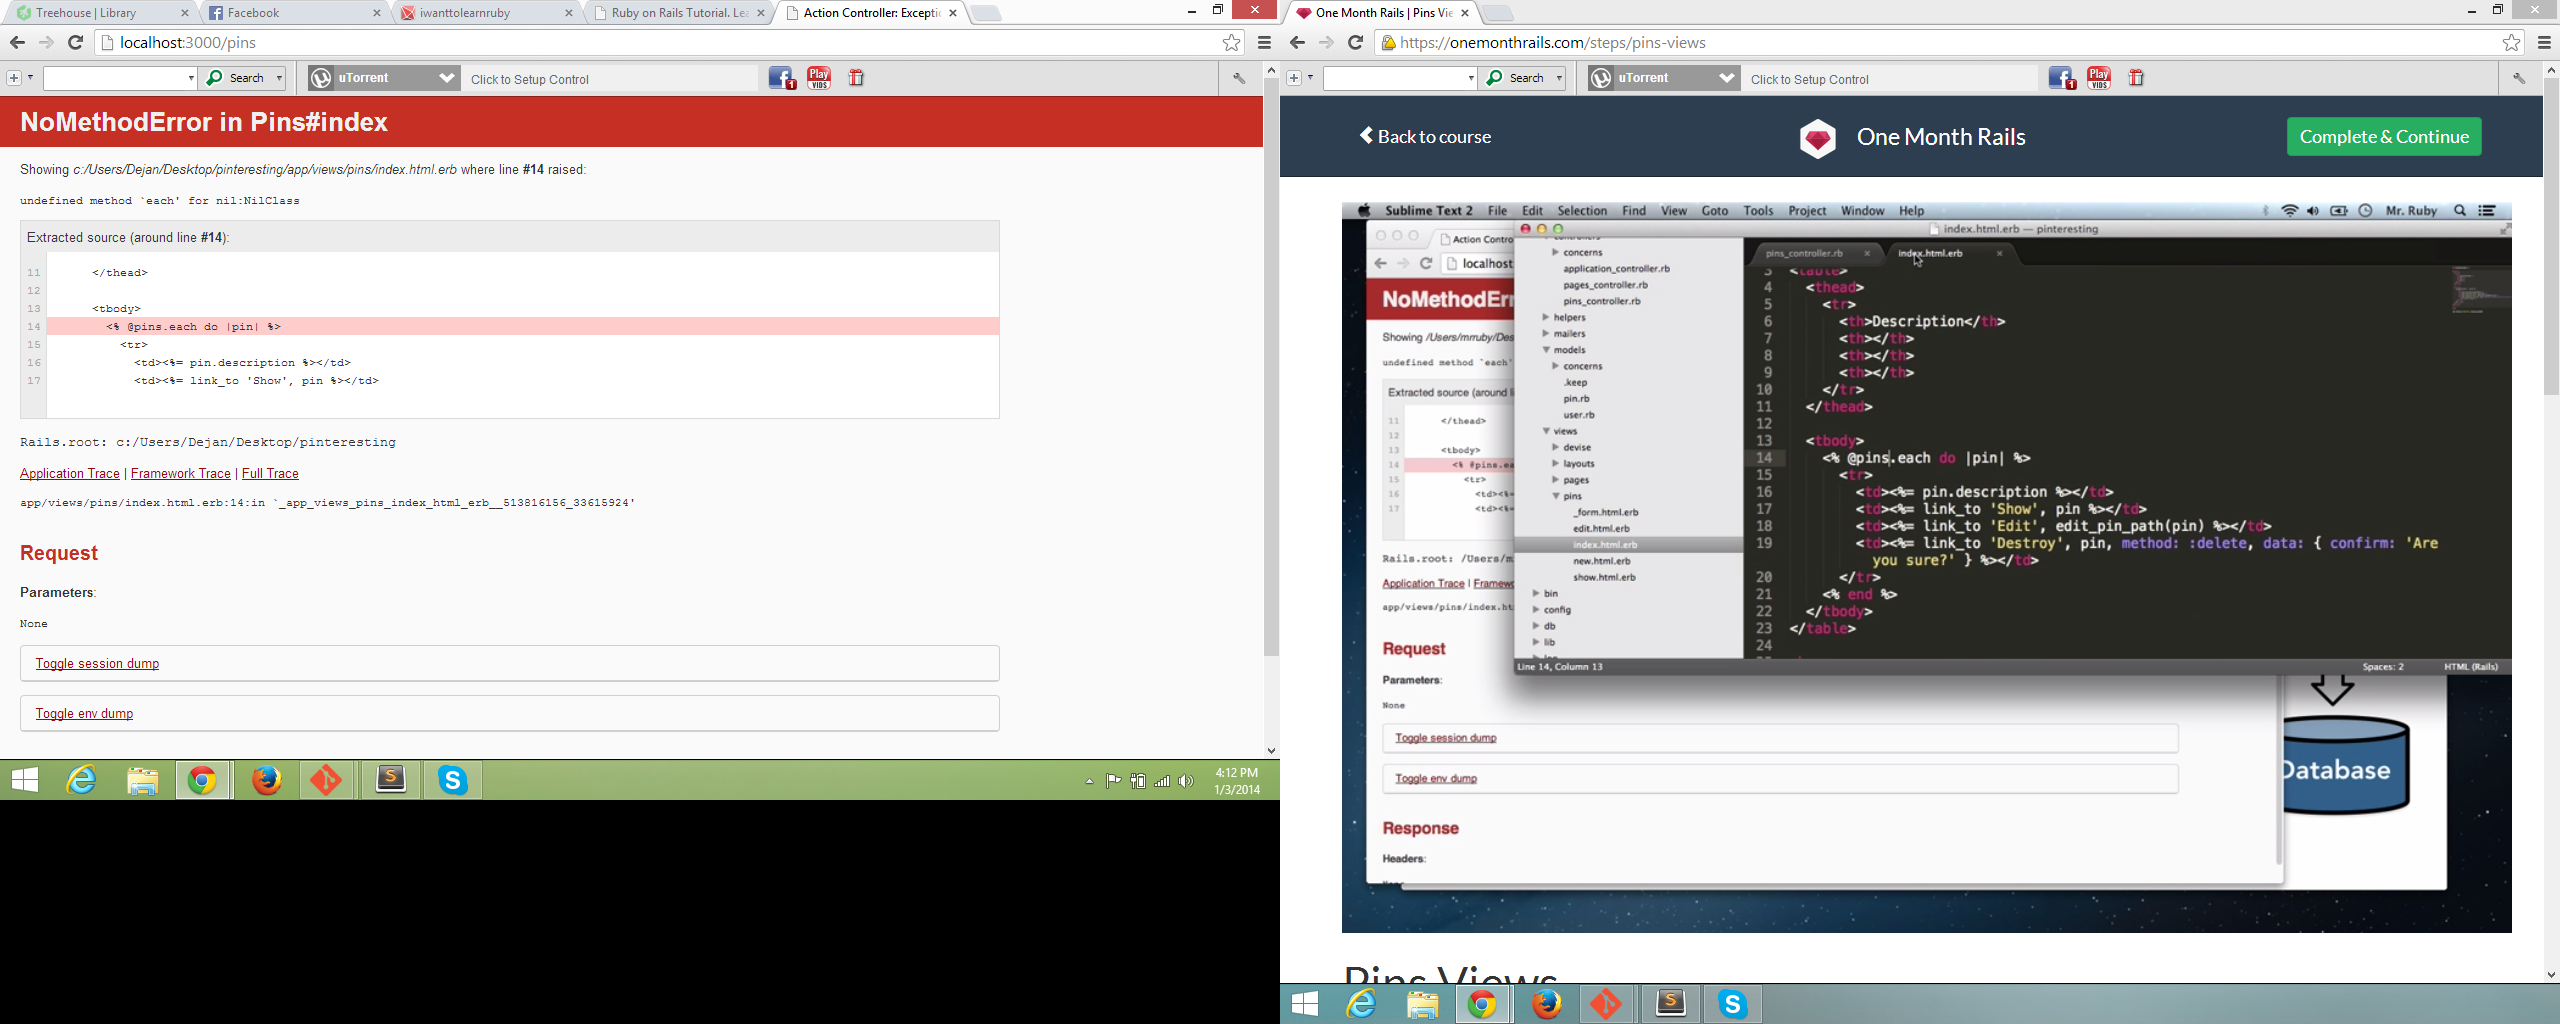 Treehouse | Library
Facebook
iwanttolearnruby
Ruby on Rails Tutorial. Lea
Action Controller: Excepti
localhost:3000/pins
Search
uTorrent
Click to Setup Control
1
Play
VIDS
NoMethodError in Pins#index
Showing c:/Users/Dejan/Desktop/pinteresting/app/views/pins/index.html.erb where line #14 raised:
undefined method `each' for nil:NilClass
Extracted source (around line #14):
11 </thead>
12
13 <tbody>
14 <% @pins.each do |pin| %>
15 <tr>
16 <td><%= pin.description %></td>
17 <td><%= link_to 'Show', pin %></td>
Rails.root: c:/Users/Dejan/Desktop/pinteresting
Application Trace | Framework Trace | Full Trace
app/views/pins/index.html.erb:14:in `_app_views_pins_index_html_erb__513816156_33615924'
Request
Parameters:
None
Toggle session dump
Toggle env dump
4:12 PM
1/3/2014
One Month Rails | Pins Vie
https://onemonthrails.com/steps/pins-views
Search
uTorrent
Click to Setup Control
1
Play
VIDS
Back to course
One Month Rails
Complete & Continue
Sublime Text 2 File Edit Selection Find View Goto Tools Project Window Help
Mr. Ruby
Action Contro
localhost
NoMethodErr
Showing /Users/mrruby/Des
undefined method `each'
Extracted source (around li
11 </thead>
12
13 <tbody>
14 <% @pins.ea
15 <tr>
16 <td><%=
17 <td><%=
Rails.root: /Users/m
Application Trace | Framew
app/views/pins/index.ht
Request
Parameters:
None
Toggle session dump
Toggle env dump
Response
Headers:
index.html.erb — pinteresting
concerns
application_controller.rb
pages_controller.rb
pins_controller.rb
helpers
mailers
models
concerns
.keep
pin.rb
user.rb
views
devise
layouts
pages
pins
_form.html.erb
edit.html.erb
index.html.erb
new.html.erb
show.html.erb
bin
config
db
lib
pins_controller.rb
index.html.erb
3 <table>
4 <thead>
5 <tr>
6 <th>Description</th>
7 <th></th>
8 <th></th>
9 <th></th>
10 </tr>
11 </thead>
12
13 <tbody>
14 <% @pins.each do |pin| %>
15 <tr>
16 <td><%= pin.description %></td>
17 <td><%= link_to 'Show', pin %></td>
18 <td><%= link_to 'Edit', edit_pin_path(pin) %></td>
19 <td><%= link_to 'Destroy', pin, method: :delete, data: { confirm: 'Are
you sure?' } %></td>
20 </tr>
21 <% end %>
22 </tbody>
23 </table>
24
Line 14, Column 13
Spaces: 2
HTML (Rails)
Database
Pins Views